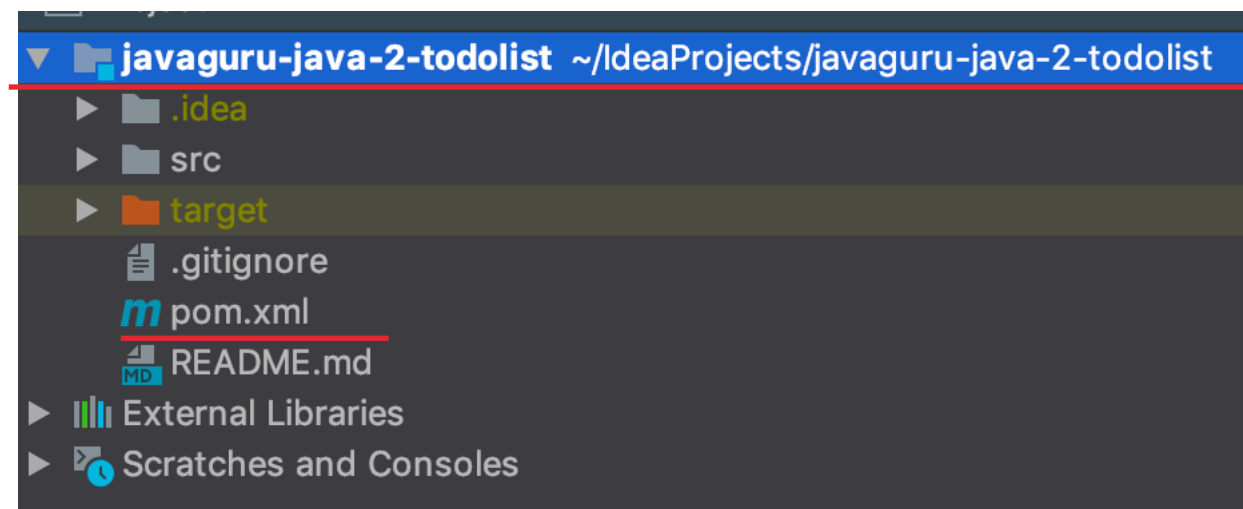 javaguru-java-2-todolist ~/IdeaProjects/javaguru-java-2-todolist
.idea
src
target
.gitignore
m pom.xml
MD README.md
External Libraries
Scratches and Consoles